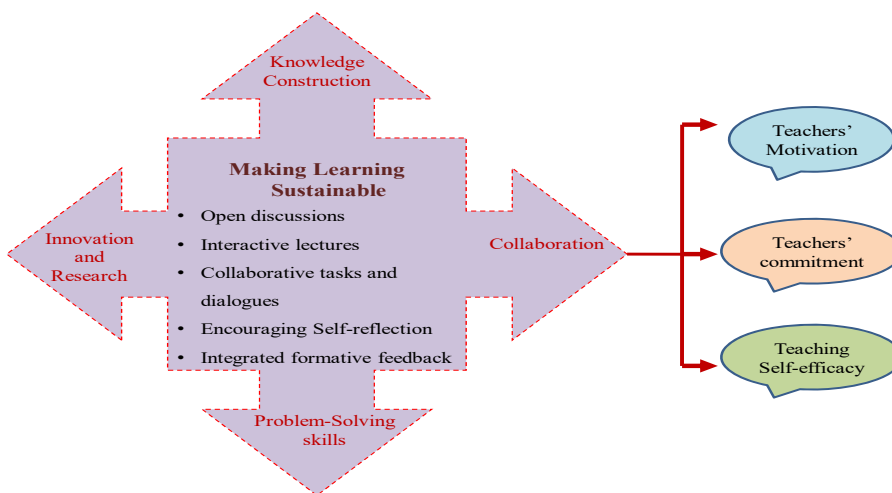 Knowledge
Construction
Making Learning
Sustainable
• Open discussions
• Interactive lectures
• Collaborative tasks and
dialogues
• Encouraging Self-reflection
• Integrated formative feedback
Innovation
and
Research
Collaboration
Problem-Solving
skills
Teachers’
Motivation
Teachers’
commitment
Teaching
Self-efficacy